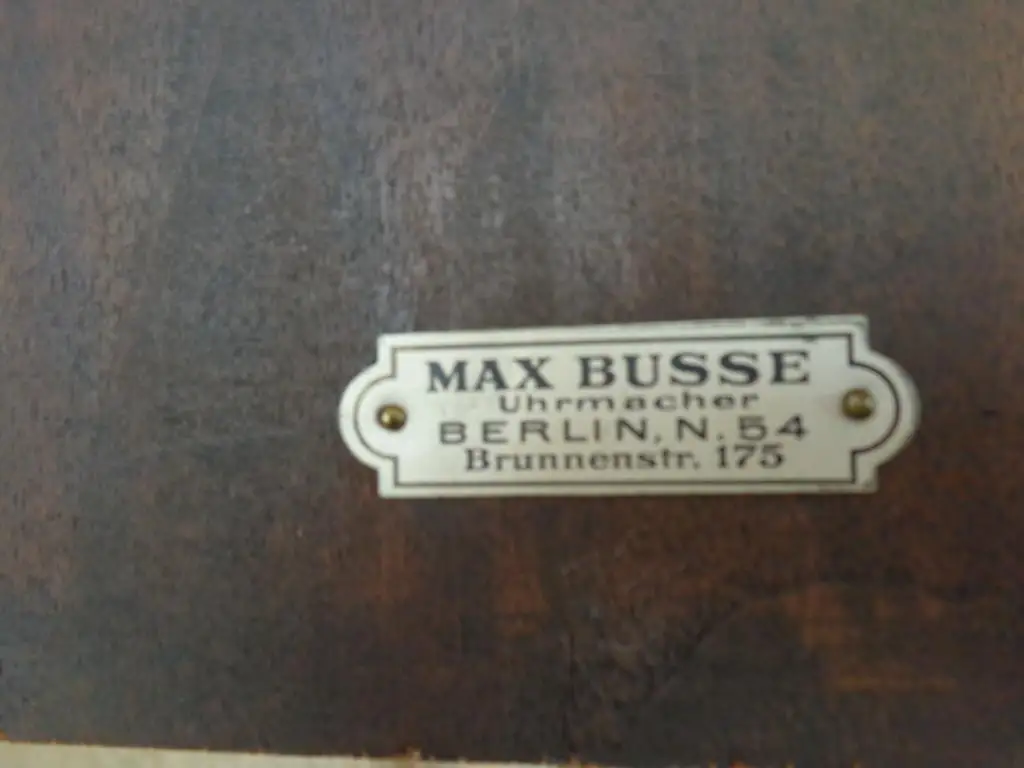 MAX BUSSE
Uhrmacher
BERLIN, N. 54
Brunnenstr. 175